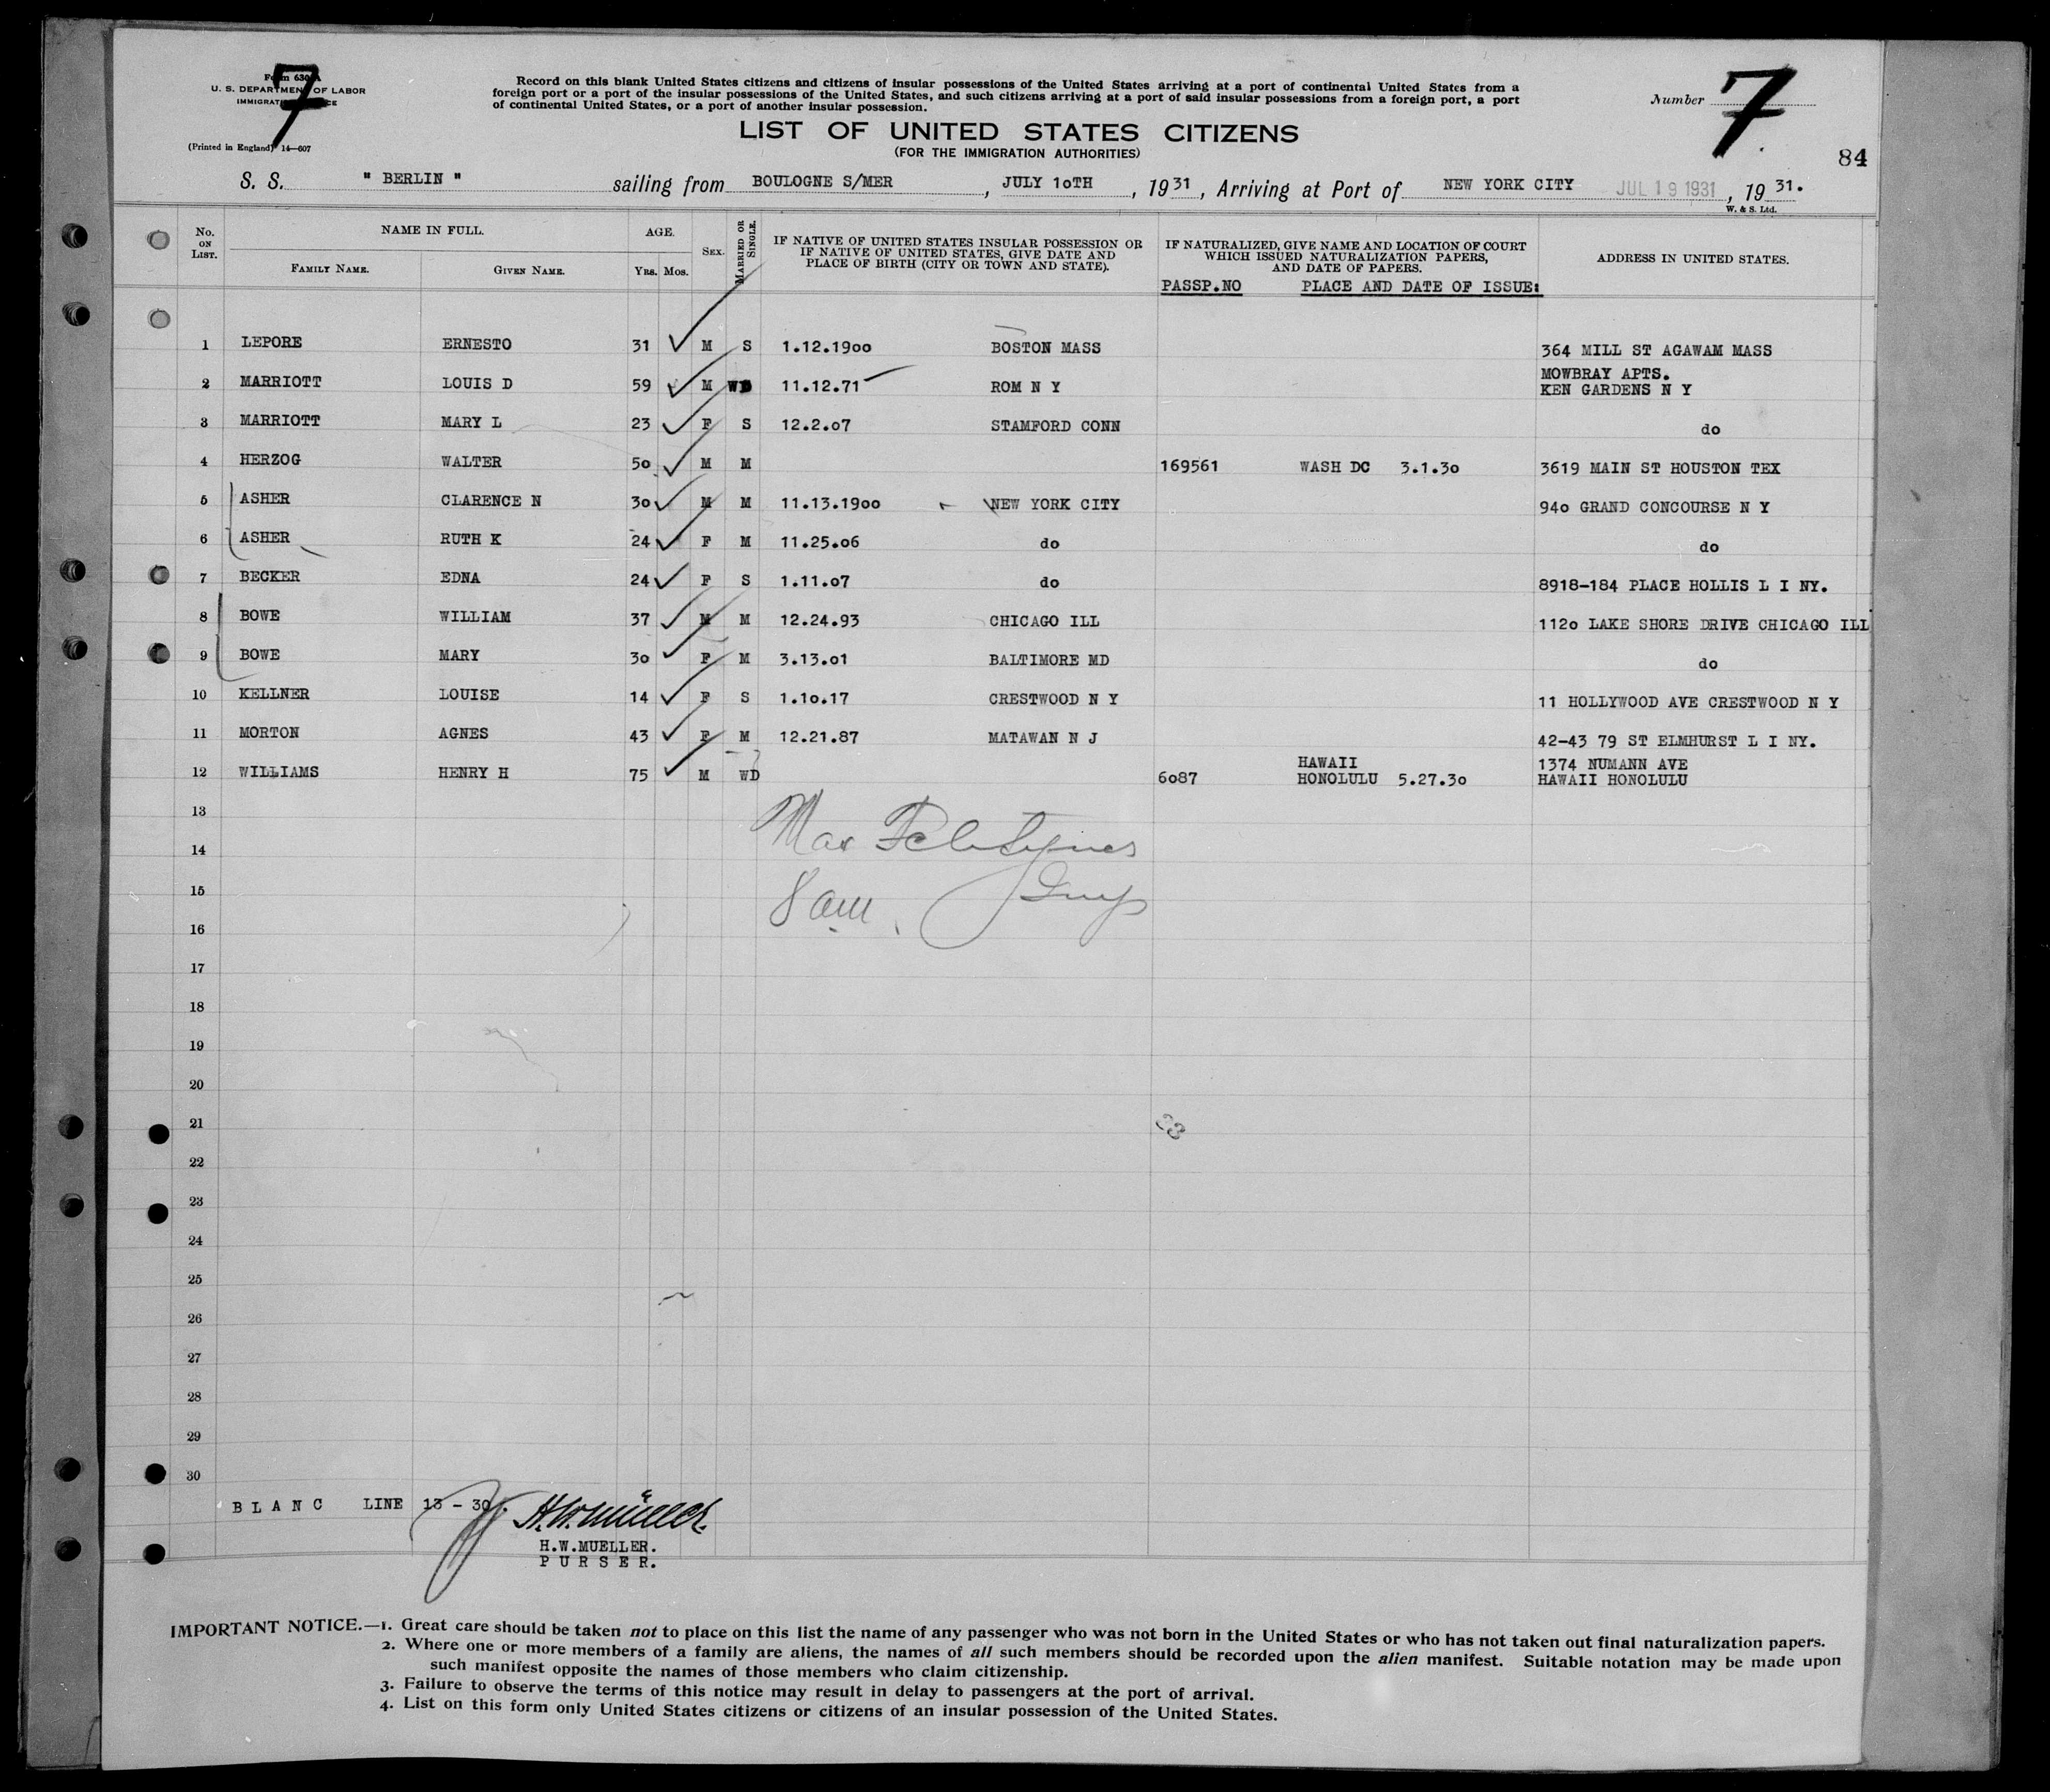 Form 630 A
U. S. DEPARTMENT OF LABOR
IMMIGRATION SERVICE
7
(Printed in England) 14—607
Record on this blank United States citizens and citizens of insular possessions of the United States arriving at a port of continental United States from a
foreign port or a port of the insular possessions of the United States, and such citizens arriving at a port of said insular possessions from a foreign port, a port
of continental United States, or a port of another insular possession.
Number 7
LIST OF UNITED STATES CITIZENS
(FOR THE IMMIGRATION AUTHORITIES)
84
S. S. " BERLIN " sailing from BOULOGNE S/MER , JULY 10TH , 1931 , Arriving at Port of NEW YORK CITY JUL 19 1931 , 19 31.
W. & S. Ltd.
No. ON LIST. NAME IN FULL. FAMILY NAME. GIVEN NAME. AGE. YRS. MOS. SEX. MARRIED OR SINGLE. IF NATIVE OF UNITED STATES INSULAR POSSESSION OR IF NATIVE OF UNITED STATES, GIVE DATE AND PLACE OF BIRTH (CITY OR TOWN AND STATE). IF NATURALIZED, GIVE NAME AND LOCATION OF COURT WHICH ISSUED NATURALIZATION PAPERS, AND DATE OF PAPERS. ADDRESS IN UNITED STATES.
PASSP.NO PLACE AND DATE OF ISSUE:
1 LEPORE ERNESTO 31 M S 1.12.1900 BOSTON MASS 364 MILL ST AGAWAM MASS
2 MARRIOTT LOUIS D 59 M WD 11.12.71 ROM N Y MOWBRAY APTS. KEN GARDENS N Y
3 MARRIOTT MARY L 23 F S 12.2.07 STAMFORD CONN do
4 HERZOG WALTER 50 M M 169561 WASH DC 3.1.30 3619 MAIN ST HOUSTON TEX
5 ASHER CLARENCE N 30 M M 11.13.1900 NEW YORK CITY 940 GRAND CONCOURSE N Y
6 ASHER RUTH K 24 F M 11.25.06 do do
7 BECKER EDNA 24 F S 1.11.07 do 8918-184 PLACE HOLLIS L I NY.
8 BOWE WILLIAM 37 M M 12.24.93 CHICAGO ILL 1120 LAKE SHORE DRIVE CHICAGO ILL
9 BOWE MARY 30 F M 3.13.01 BALTIMORE MD do
10 KELLNER LOUISE 14 F S 1.10.17 CRESTWOOD N Y 11 HOLLYWOOD AVE CRESTWOOD N Y
11 MORTON AGNES 43 F M 12.21.87 MATAWAN N J 42-43 79 ST ELMHURST L I NY.
12 WILLIAMS HENRY H 75 M WD 6087 HAWAII HONOLULU 5.27.30 1374 NUMANN AVE HAWAII HONOLULU
13
14 Max
15
16 8 am
17
18
19
20
21
22
23
24
25
26
27
28
29
30
BLANC LINE 13 - 30.
H.W. Müller
H.W.MUELLER.
PURSER.
IMPORTANT NOTICE.—1. Great care should be taken not to place on this list the name of any passenger who was not born in the United States or who has not taken out final naturalization papers.
2. Where one or more members of a family are aliens, the names of all such members should be recorded upon the alien manifest. Suitable notation may be made upon
such manifest opposite the names of those members who claim citizenship.
3. Failure to observe the terms of this notice may result in delay to passengers at the port of arrival.
4. List on this form only United States citizens or citizens of an insular possession of the United States.